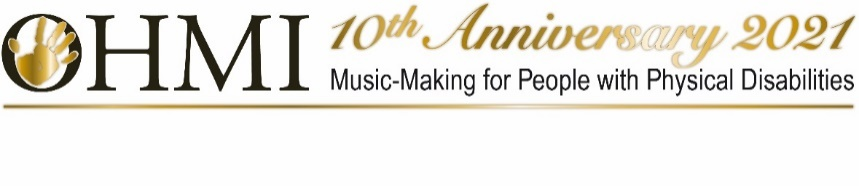 OHMI
10th Anniversary 2021
Music-Making for People with Physical Disabilities